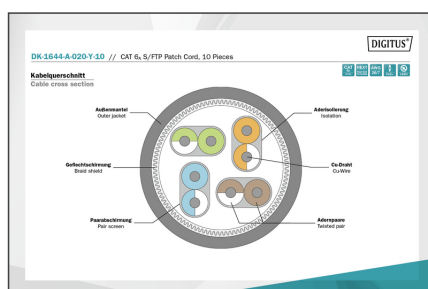 DIGITUS®
DK-1644-A-020-Y-10 // CAT 6A S/FTP Patch Cord, 10 Pieces
Kabelquerschnitt
Cable cross section
CAT
Außenmantel
Outer jacket
Aderisolierung
Isolation
Geflechtschirmung
Braid shield
Cu-Draht
Cu-Wire
Paarabschirmung
Pair screen
Aderpaare
Twisted pair